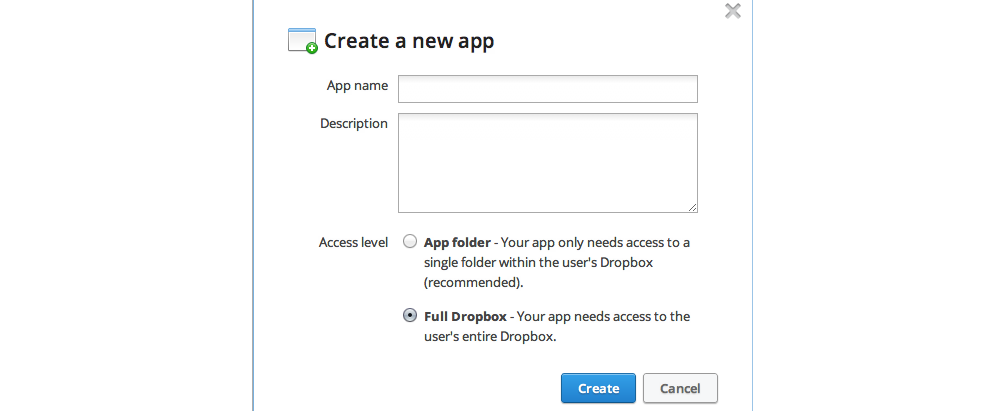 Create a new app
App name
Description
Access level
App folder - Your app only needs access to a
single folder within the user's Dropbox
(recommended).
Full Dropbox - Your app needs access to the
user's entire Dropbox.
Create
Cancel